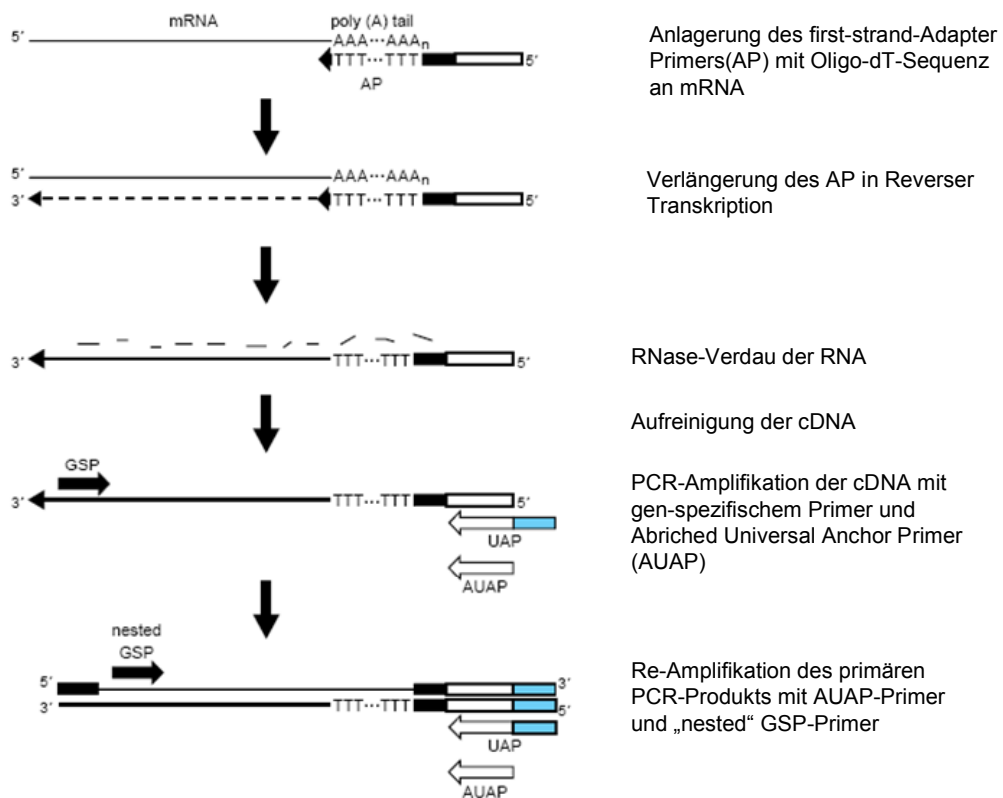 mRNA
poly (A) tail
5′
AAA···AAAn
TTT···TTT
5′
AP
Anlagerung des first-strand-Adapter
Primers(AP) mit Oligo-dT-Sequenz
an mRNA
5′
AAA···AAAn
3′
TTT···TTT
5′
Verlängerung des AP in Reverser
Transkription
3′
TTT···TTT
5′
RNase-Verdau der RNA
Aufreinigung der cDNA
GSP
3′
TTT···TTT
5′
UAP
AUAP
PCR-Amplifikation der cDNA mit
gen-spezifischem Primer und
Abriched Universal Anchor Primer
(AUAP)
nested
GSP
5′
3′
3′
TTT···TTT
5′
UAP
AUAP
Re-Amplifikation des primären
PCR-Produkts mit AUAP-Primer
und „nested“ GSP-Primer